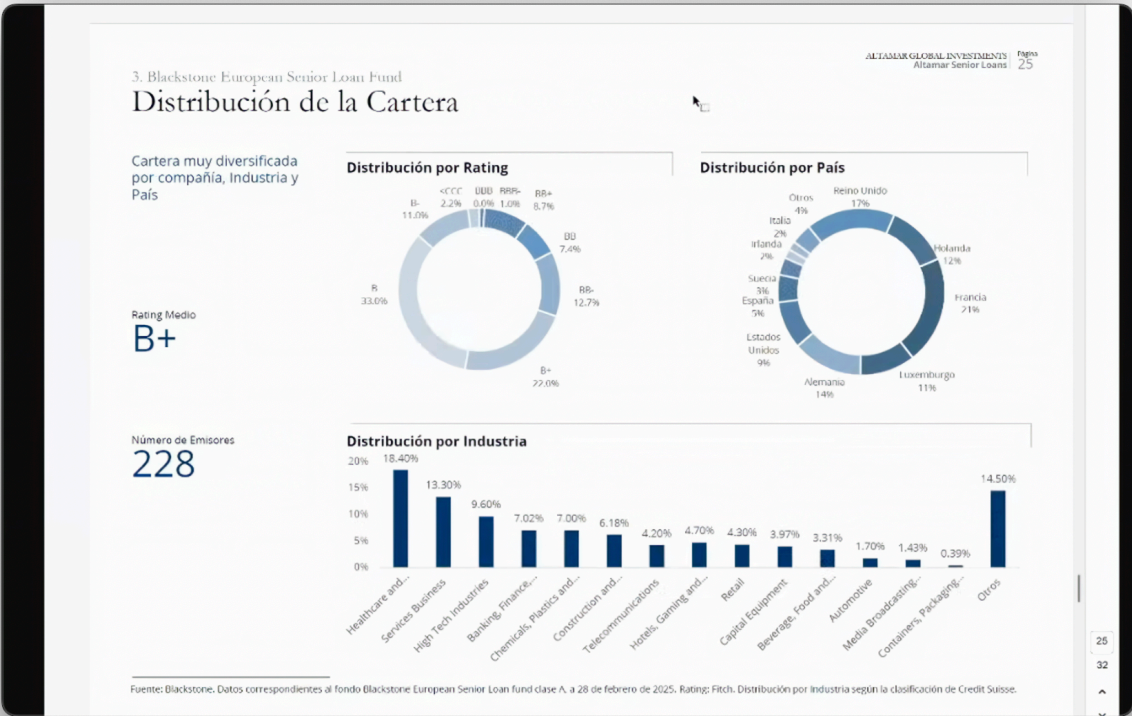 ALTAMAR GLOBAL INVESTMENTS
Altamar Senior Loans
Página
25
3. Blackstone European Senior Loan Fund
Distribución de la Cartera
Cartera muy diversificada
por compañía, Industria y
País
Rating Medio
B+
Número de Emisores
228
Distribución por Rating
<CCC
2.2%
0.0%
BBB-
1.0%
BB+
6.7%
BB
7.4%
BB-
12.7%
B+
22.0%
B
33.0%
B-
11.0%
Distribución por País
Reino Unido
17%
Holanda
12%
Francia
21%
Luxemburgo
11%
Alemania
14%
Estados
Unidos
9%
España
5%
Suecia
3%
Irlanda
2%
Italia
2%
Otros
4%
Distribución por Industria
20%
15%
10%
5%
0%
18.40%
13.30%
9.60%
7.02%
7.00%
6.18%
4.20%
4.70%
4.30%
3.97%
3.31%
1.70%
1.43%
0.39%
14.50%
Healthcare and...
Services Business
High Tech Industries
Banking, Finance,...
Chemicals, Plastics and...
Construction and...
Telecommunications
Hotels, Gaming and...
Retail
Capital Equipment
Beverage, Food and...
Automotive
Media Broadcasting...
Containers, Packaging...
Otros
Fuente: Blackstone. Datos correspondientes al fondo Blackstone European Senior Loan fund clase A, a 28 de febrero de 2025. Rating: Fitch. Distribución por Industria según la clasificación de Credit Suisse.
25
32